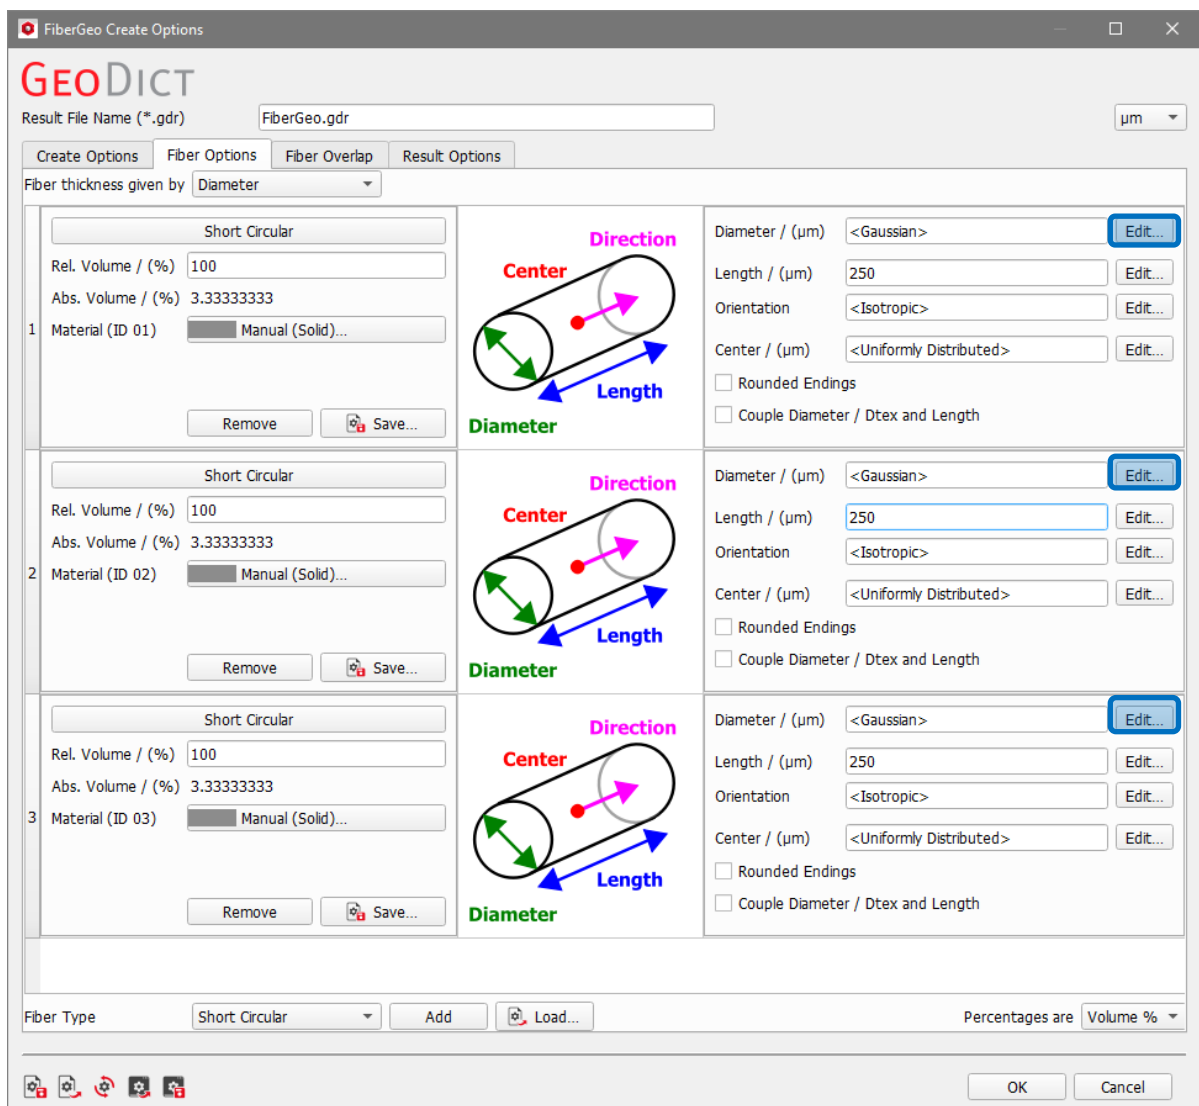 FiberGeo Create Options
GEODICT
Result File Name (*.gdr) FiberGeo.gdr µm
Create Options Fiber Options Fiber Overlap Result Options
Fiber thickness given by Diameter
1
Short Circular
Rel. Volume / (%) 100
Abs. Volume / (%) 3.33333333
Material (ID 01) Manual (Solid)...
Remove Save...
Direction
Center
Length
Diameter
Diameter / (µm) <Gaussian> Edit...
Length / (µm) 250 Edit...
Orientation <Isotropic> Edit...
Center / (µm) <Uniformly Distributed> Edit...
Rounded Endings
Couple Diameter / Dtex and Length
2
Short Circular
Rel. Volume / (%) 100
Abs. Volume / (%) 3.33333333
Material (ID 02) Manual (Solid)...
Remove Save...
Direction
Center
Length
Diameter
Diameter / (µm) <Gaussian> Edit...
Length / (µm) 250 Edit...
Orientation <Isotropic> Edit...
Center / (µm) <Uniformly Distributed> Edit...
Rounded Endings
Couple Diameter / Dtex and Length
3
Short Circular
Rel. Volume / (%) 100
Abs. Volume / (%) 3.33333333
Material (ID 03) Manual (Solid)...
Remove Save...
Direction
Center
Length
Diameter
Diameter / (µm) <Gaussian> Edit...
Length / (µm) 250 Edit...
Orientation <Isotropic> Edit...
Center / (µm) <Uniformly Distributed> Edit...
Rounded Endings
Couple Diameter / Dtex and Length
Fiber Type Short Circular Add Load... Percentages are Volume %
OK Cancel